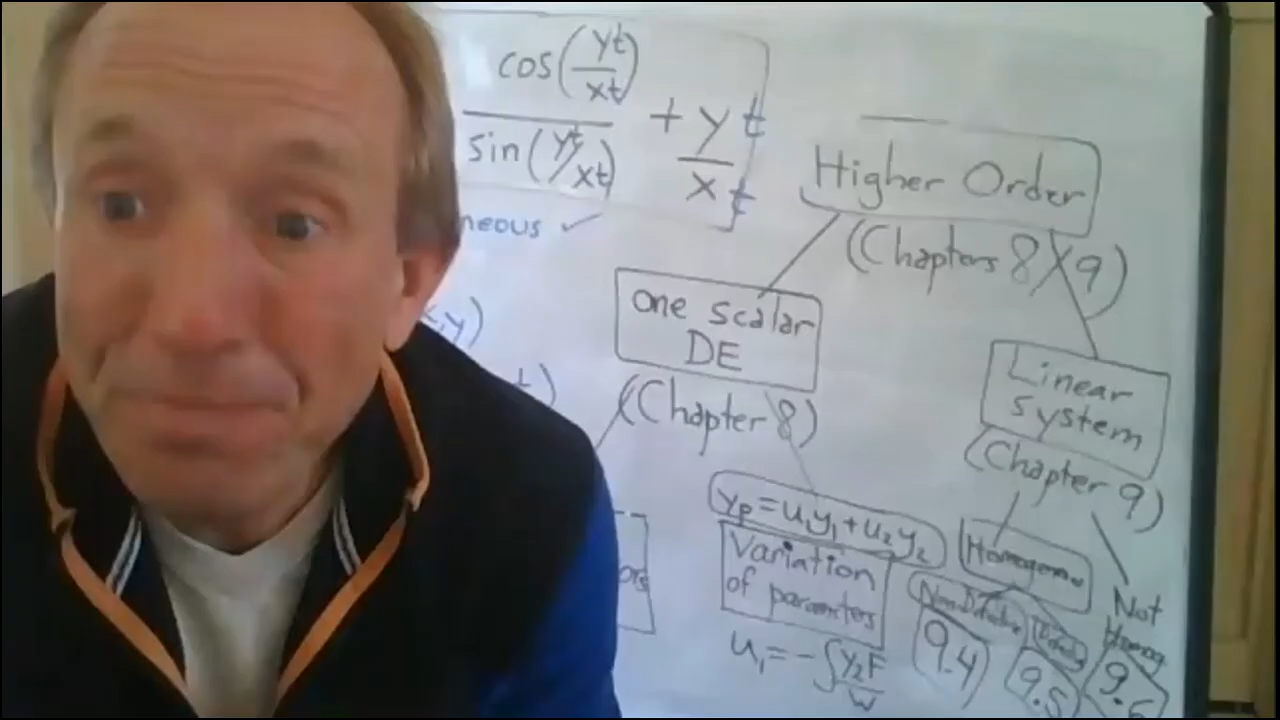 cos(yt/xt)
sin(yt/xt)
+ yt/xt
neous ✓
x,y)
t)
ors
Higher Order
(Chapters 8 9)
one scalar
DE
(Chapter 8)
Linear
system
(Chapter 9)
yp=u1y1+u2y2
Variation
of parameters
u1=-∫y2F/W
Homogeneous
Not
Homog
9.4
9.5
9.6